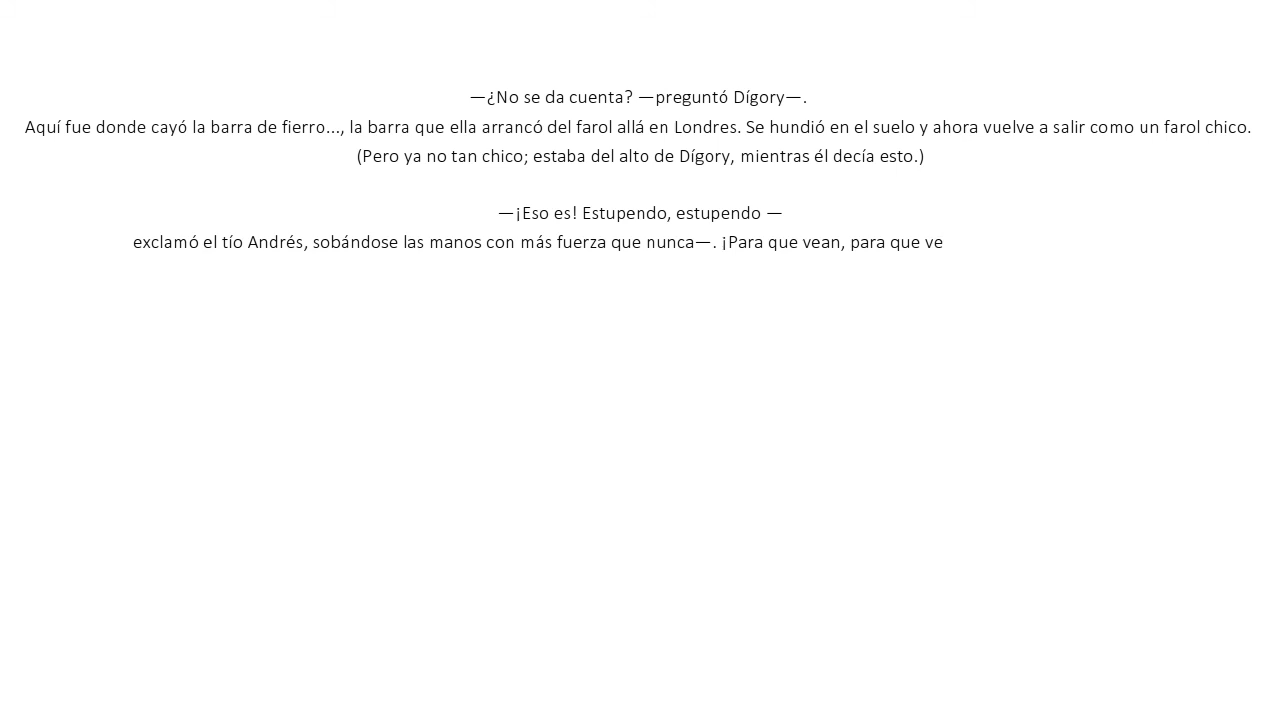 —¿No se da cuenta? —preguntó Dígory—.
Aquí fue donde cayó la barra de fierro..., la barra que ella arrancó del farol allá en Londres. Se hundió en el suelo y ahora vuelve a salir como un farol chico.
(Pero ya no tan chico; estaba del alto de Dígory, mientras él decía esto.)
—¡Eso es! Estupendo, estupendo —
exclamó el tío Andrés, sobándose las manos con más fuerza que nunca—. ¡Para que vean, para que ve